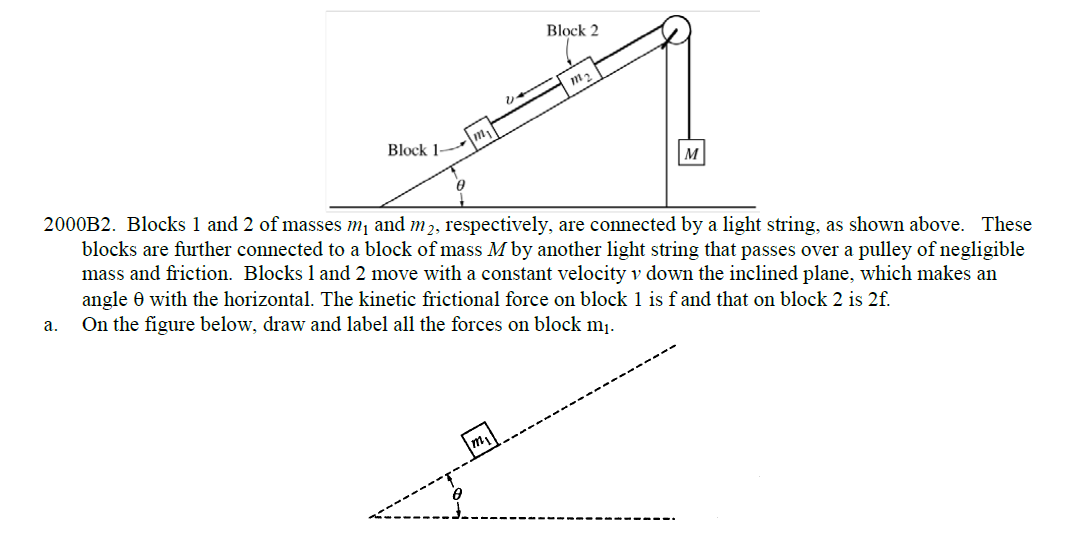 Block 2
m₂
υ
m₁
Block 1
M
θ
2000B2. Blocks 1 and 2 of masses m₁ and m₂, respectively, are connected by a light string, as shown above. These
blocks are further connected to a block of mass M by another light string that passes over a pulley of negligible
mass and friction. Blocks 1 and 2 move with a constant velocity v down the inclined plane, which makes an
angle θ with the horizontal. The kinetic frictional force on block 1 is f and that on block 2 is 2f.
a. On the figure below, draw and label all the forces on block m₁.
m₁
θ